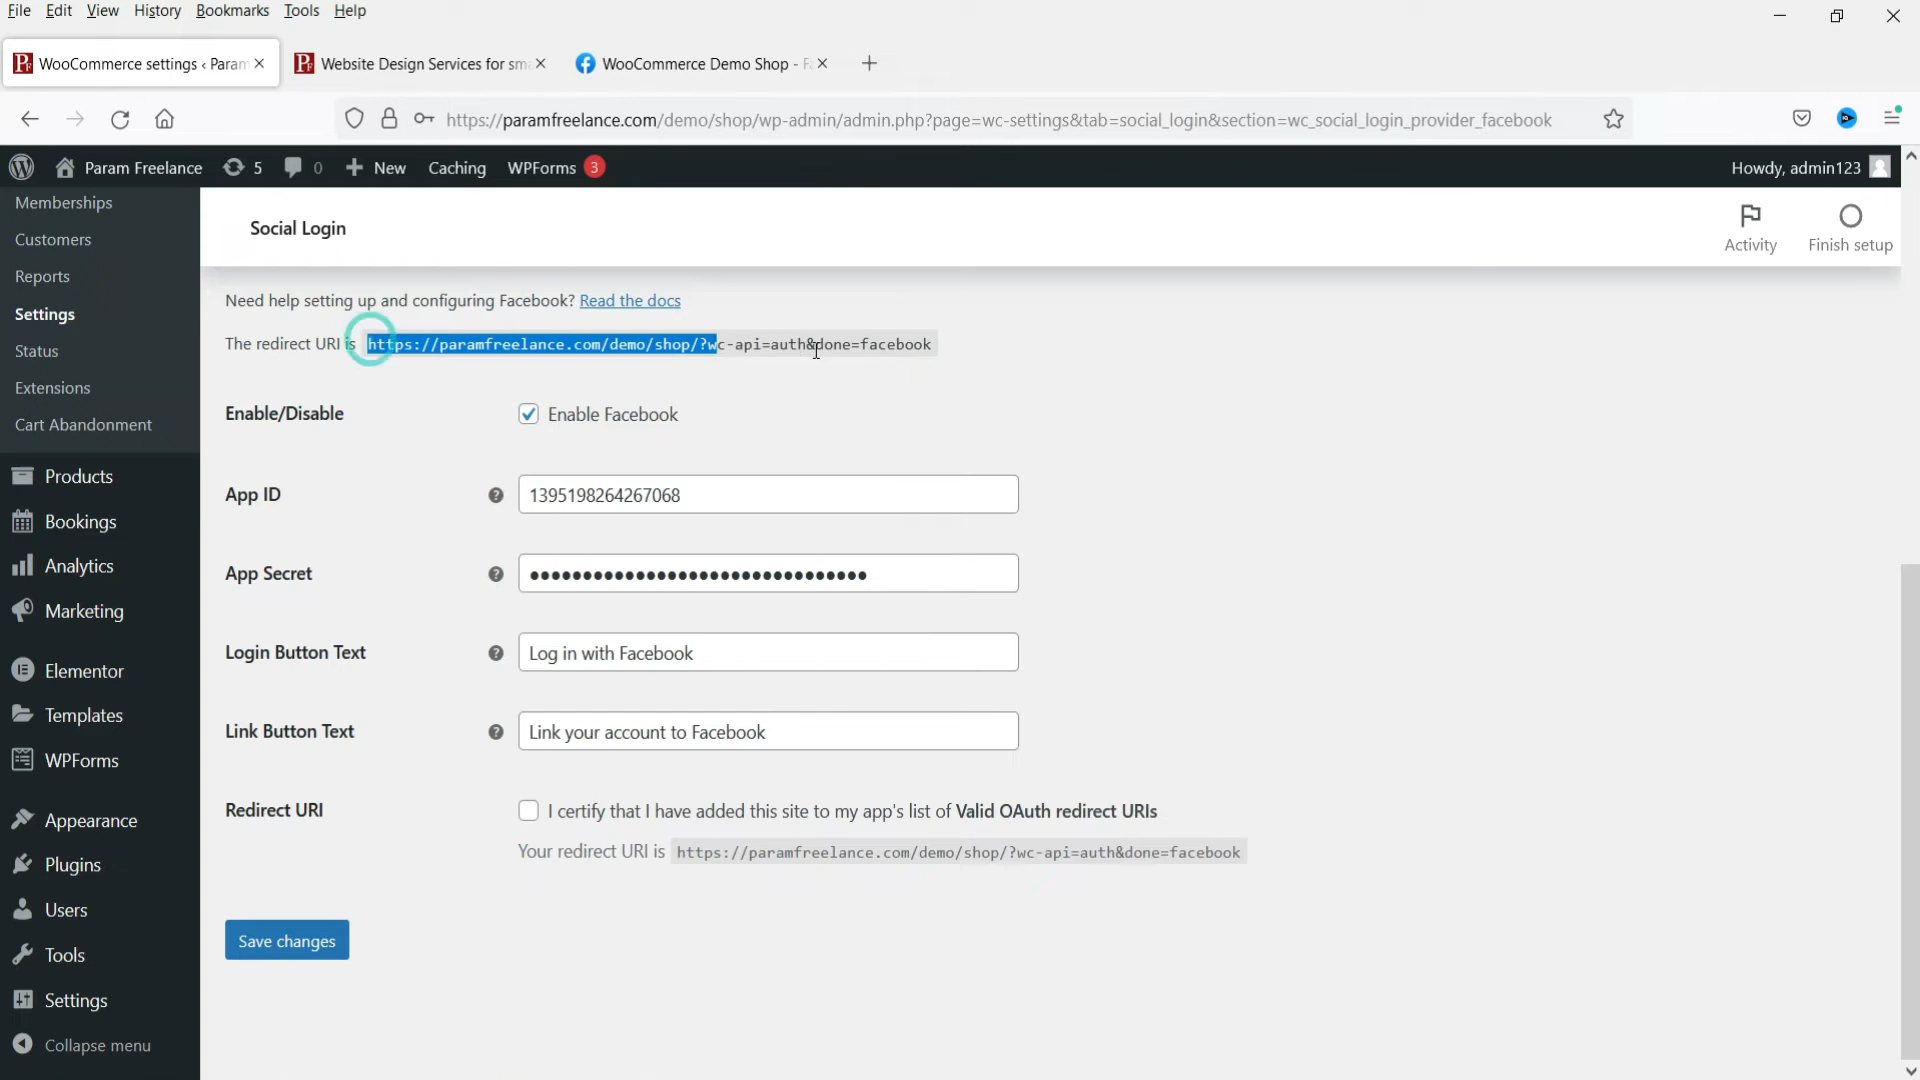 File Edit View History Bookmarks Tools Help
WooCommerce settings ‹ Param
Website Design Services for sm
WooCommerce Demo Shop - F
https://paramfreelance.com/demo/shop/wp-admin/admin.php?page=wc-settings&tab=social_login&section=wc_social_login_provider_facebook
Param Freelance 5 0 New Caching WPForms 3 Howdy, admin123
Memberships
Customers
Reports
Settings
Status
Extensions
Cart Abandonment
Products
Bookings
Analytics
Marketing
Elementor
Templates
WPForms
Appearance
Plugins
Users
Tools
Settings
Collapse menu
Social Login
Activity
Finish setup
Need help setting up and configuring Facebook? Read the docs
The redirect URI is https://paramfreelance.com/demo/shop/?wc-api=auth&done=facebook
Enable/Disable
Enable Facebook
App ID
1395198264267068
App Secret
Login Button Text
Log in with Facebook
Link Button Text
Link your account to Facebook
Redirect URI
I certify that I have added this site to my app's list of Valid OAuth redirect URIs
Your redirect URI is https://paramfreelance.com/demo/shop/?wc-api=auth&done=facebook
Save changes